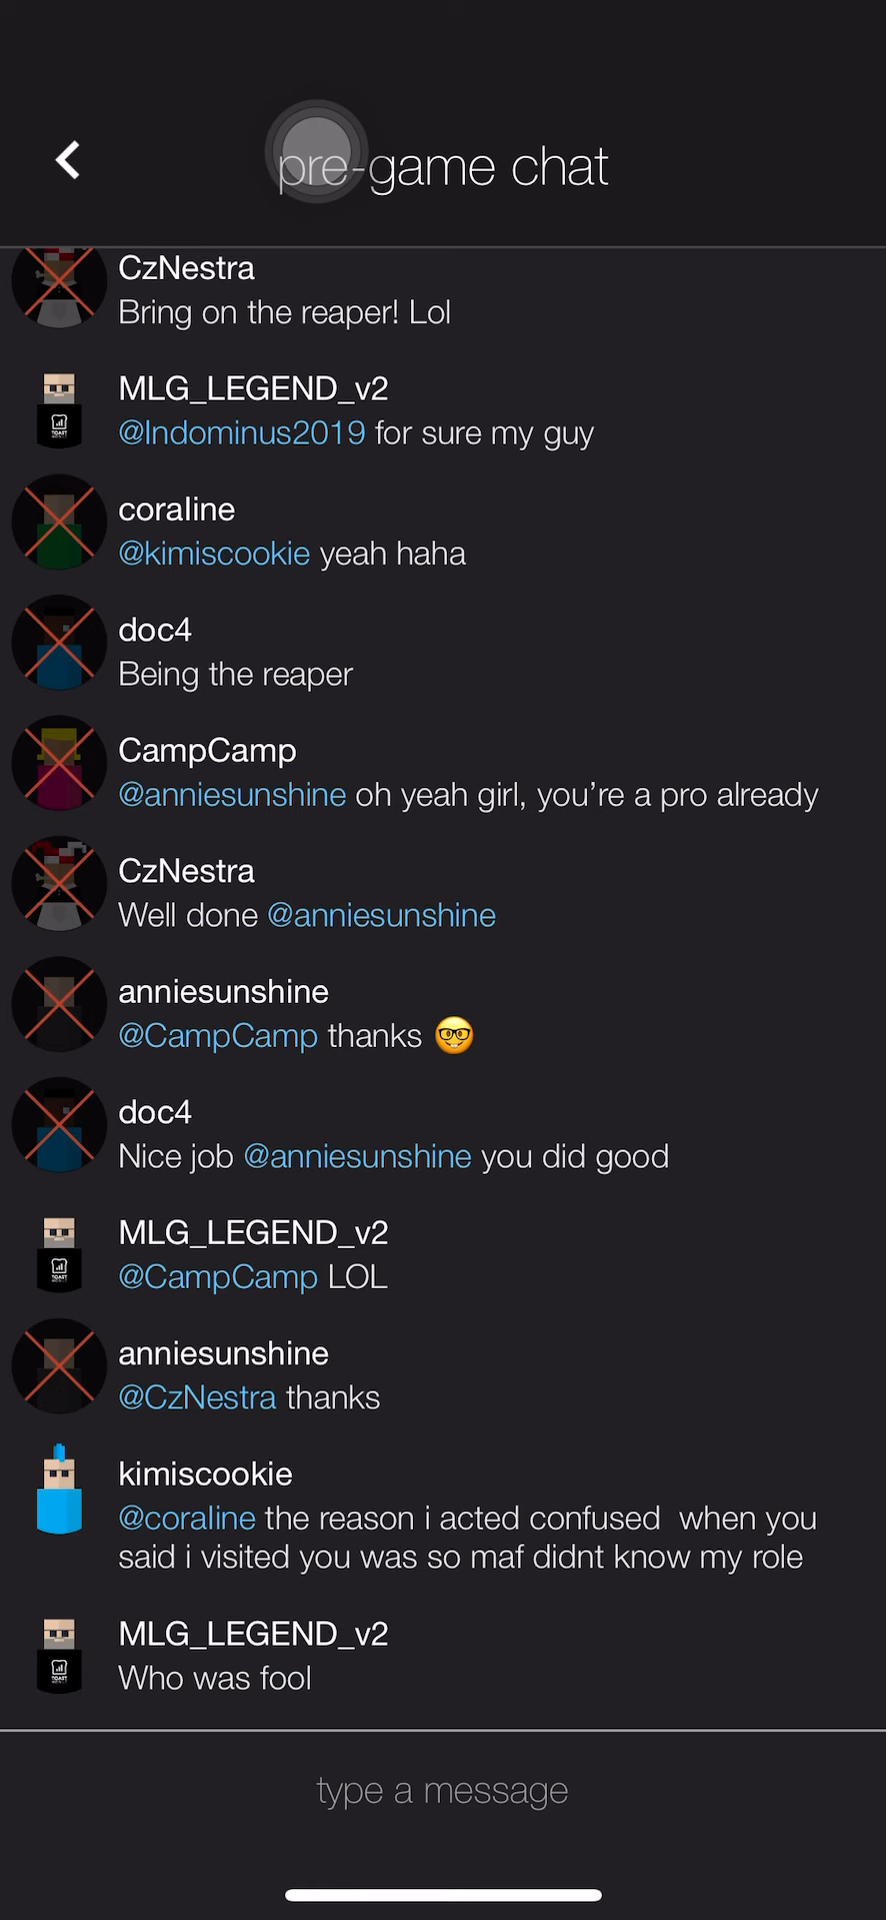 pre-game chat
CzNestra
Bring on the reaper! Lol
MLG_LEGEND_v2
@Indominus2019 for sure my guy
coraline
@kimiscookie yeah haha
doc4
Being the reaper
CampCamp
@anniesunshine oh yeah girl, you’re a pro already
CzNestra
Well done @anniesunshine
anniesunshine
@CampCamp thanks 🤓
doc4
Nice job @anniesunshine you did good
MLG_LEGEND_v2
@CampCamp LOL
anniesunshine
@CzNestra thanks
kimiscookie
@coraline the reason i acted confused  when you
said i visited you was so maf didnt know my role
MLG_LEGEND_v2
Who was fool
type a message